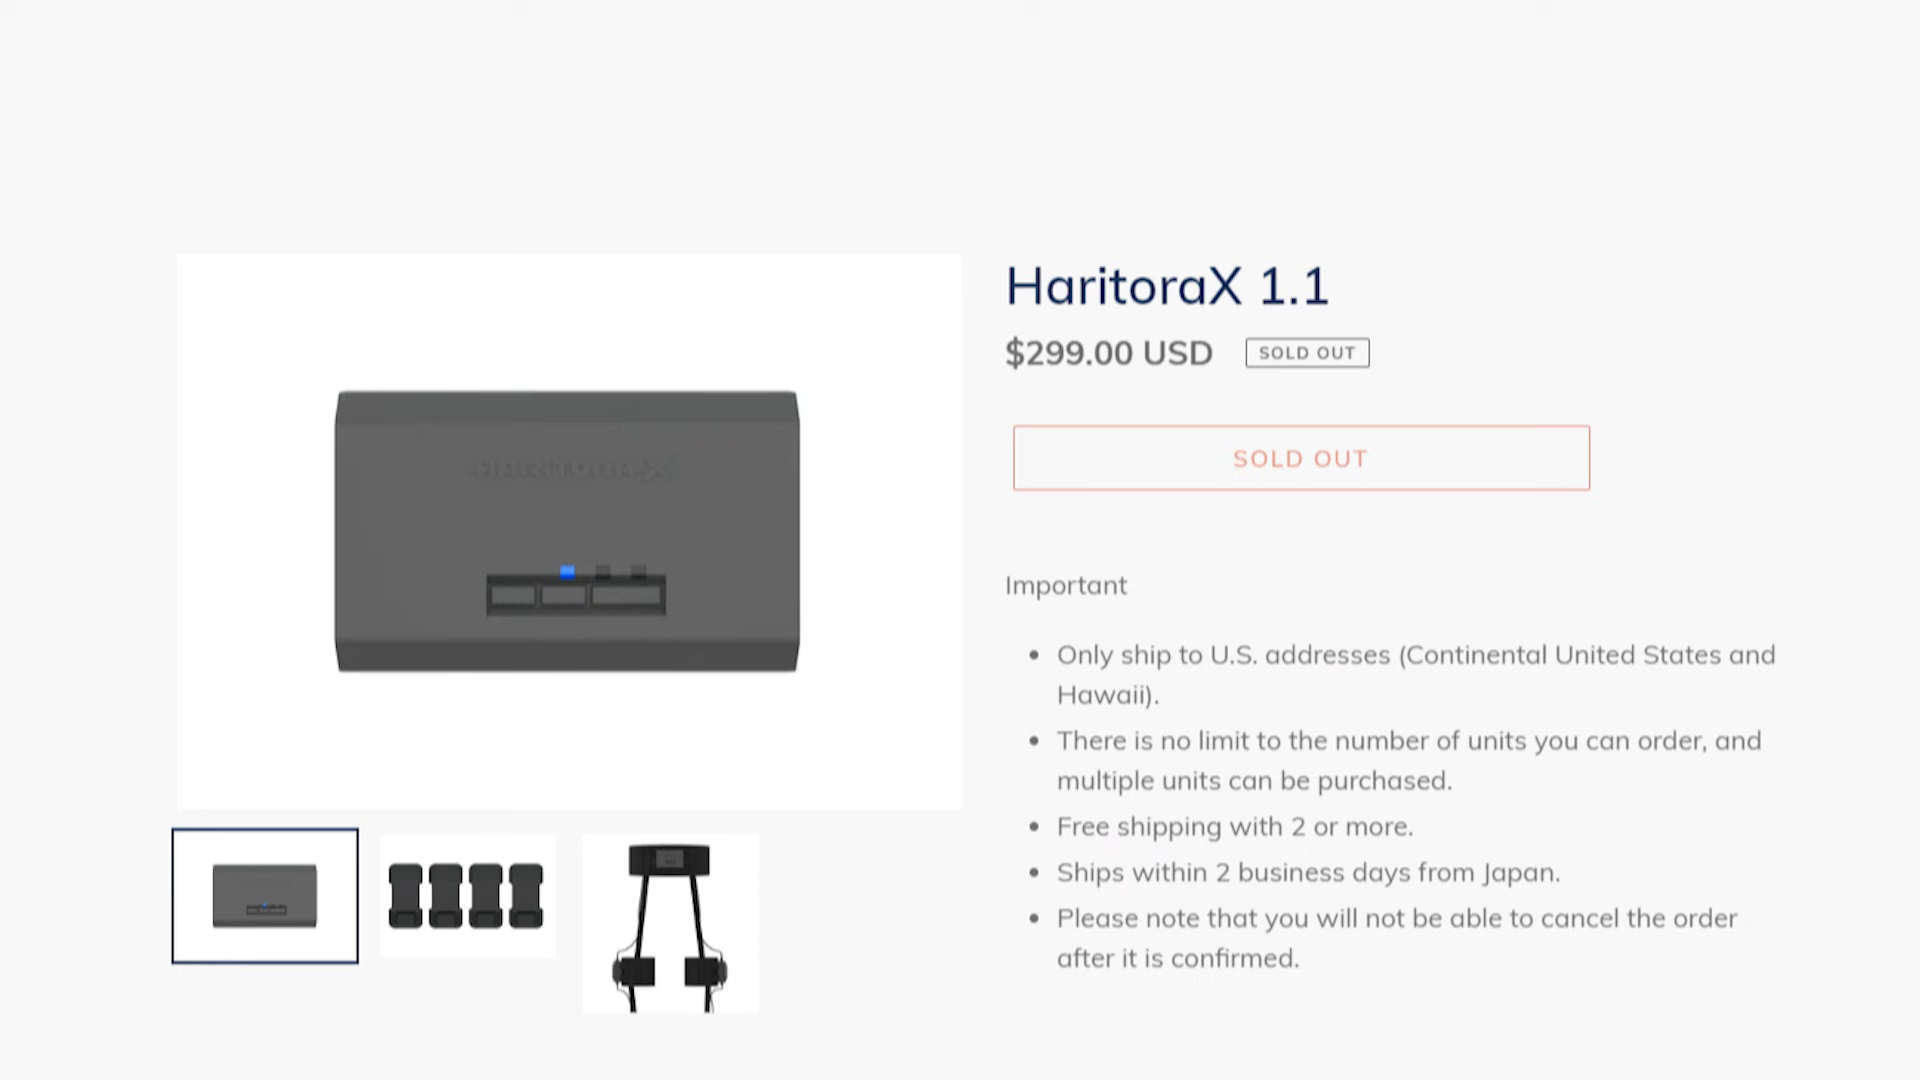 HaritoraX 1.1
$299.00 USD SOLD OUT
SOLD OUT
Important
Only ship to U.S. addresses (Continental United States and
Hawaii).
There is no limit to the number of units you can order, and
multiple units can be purchased.
Free shipping with 2 or more.
Ships within 2 business days from Japan.
Please note that you will not be able to cancel the order
after it is confirmed.